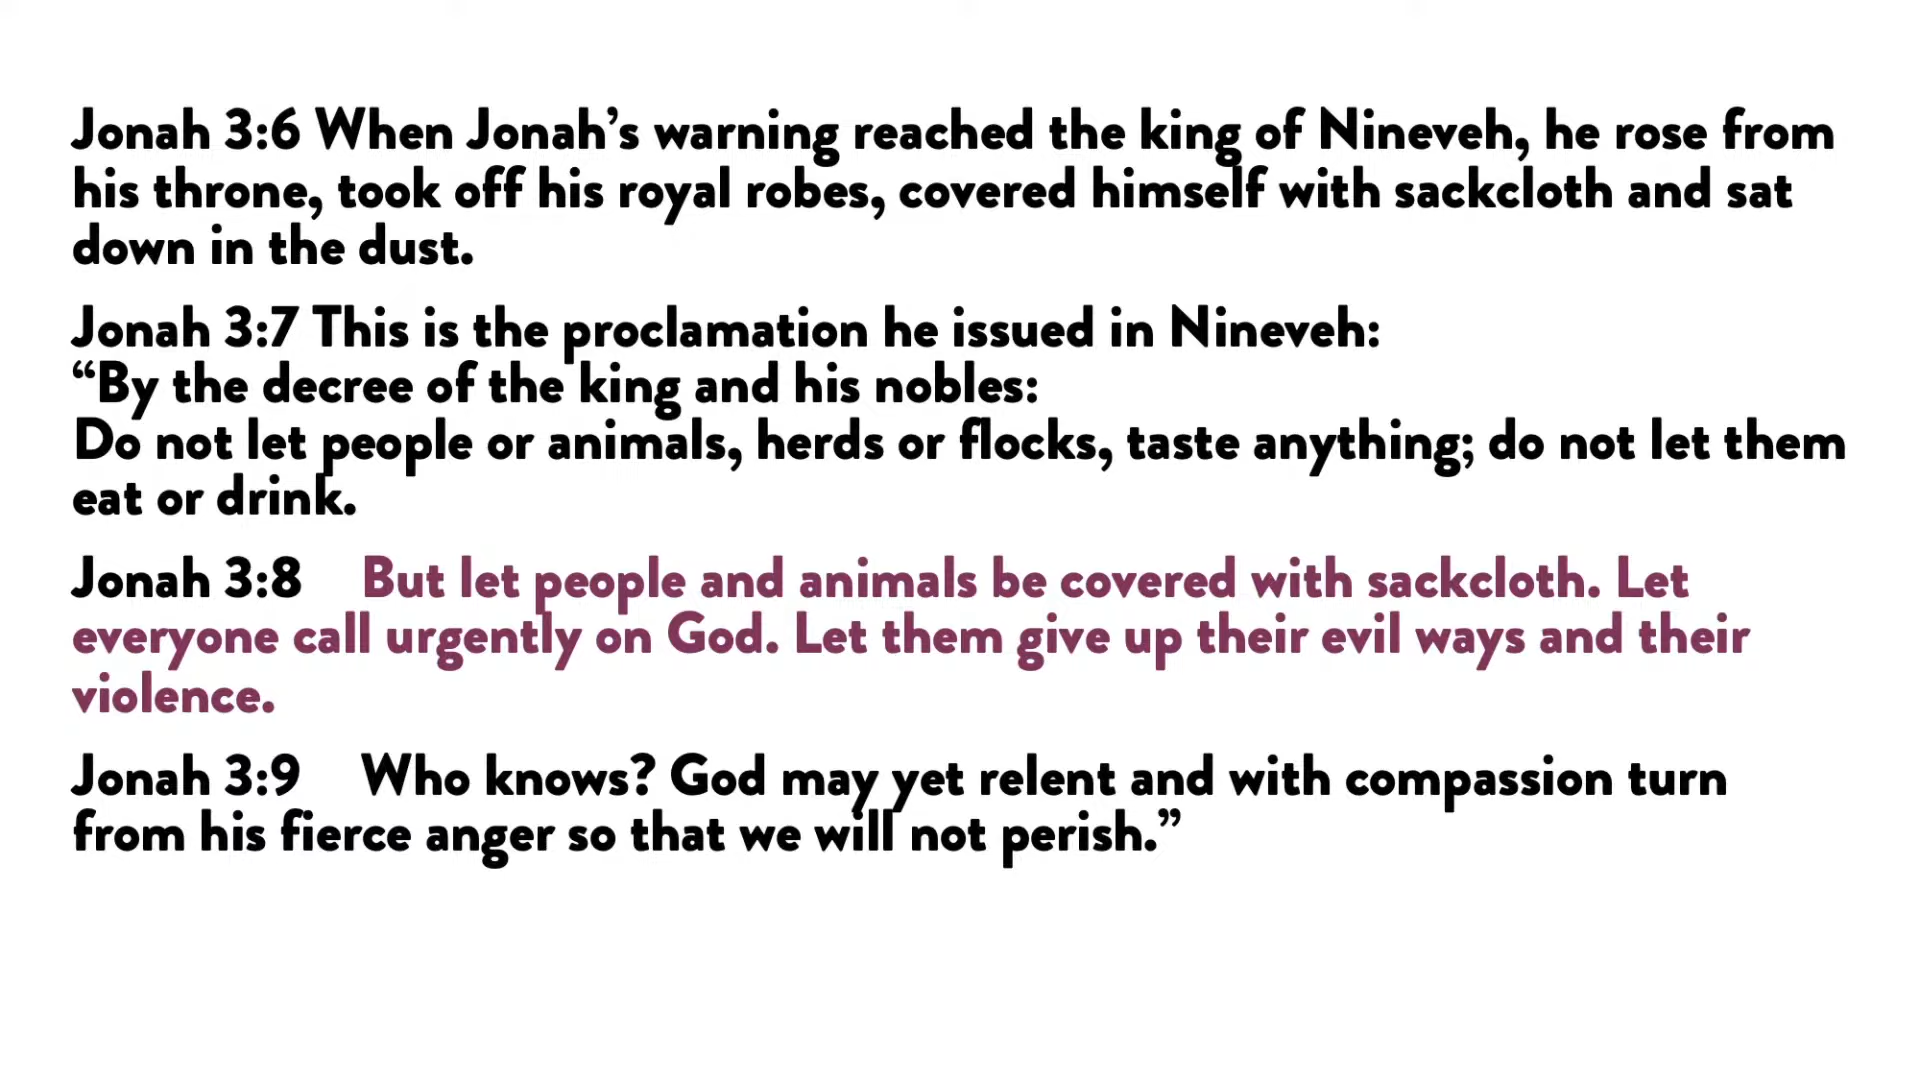 Jonah 3:6 When Jonah’s warning reached the king of Nineveh, he rose from
his throne, took off his royal robes, covered himself with sackcloth and sat
down in the dust.
Jonah 3:7 This is the proclamation he issued in Nineveh:
“By the decree of the king and his nobles:
Do not let people or animals, herds or flocks, taste anything; do not let them
eat or drink.
Jonah 3:8 But let people and animals be covered with sackcloth. Let
everyone call urgently on God. Let them give up their evil ways and their
violence.
Jonah 3:9 Who knows? God may yet relent and with compassion turn
from his fierce anger so that we will not perish.”